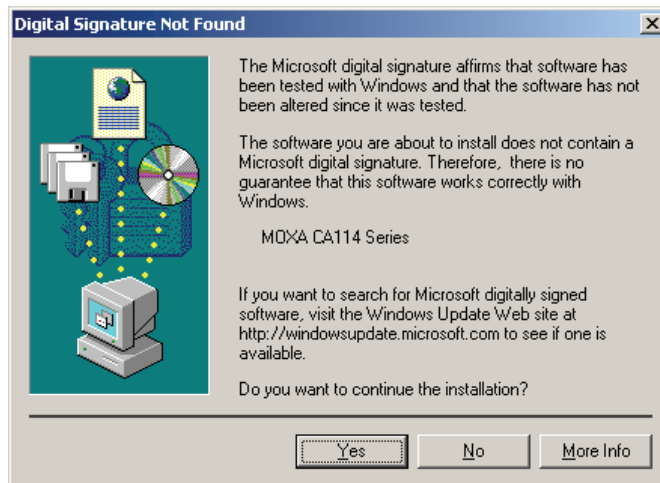 Digital Signature Not Found
The Microsoft digital signature affirms that software has
been tested with Windows and that the software has not
been altered since it was tested.
The software you are about to install does not contain a
Microsoft digital signature. Therefore,  there is no
guarantee that this software works correctly with
Windows.
MOXA CA114 Series
If you want to search for Microsoft digitally signed
software, visit the Windows Update Web site at
http://windowsupdate.microsoft.com to see if one is
available.
Do you want to continue the installation?
Yes No More Info